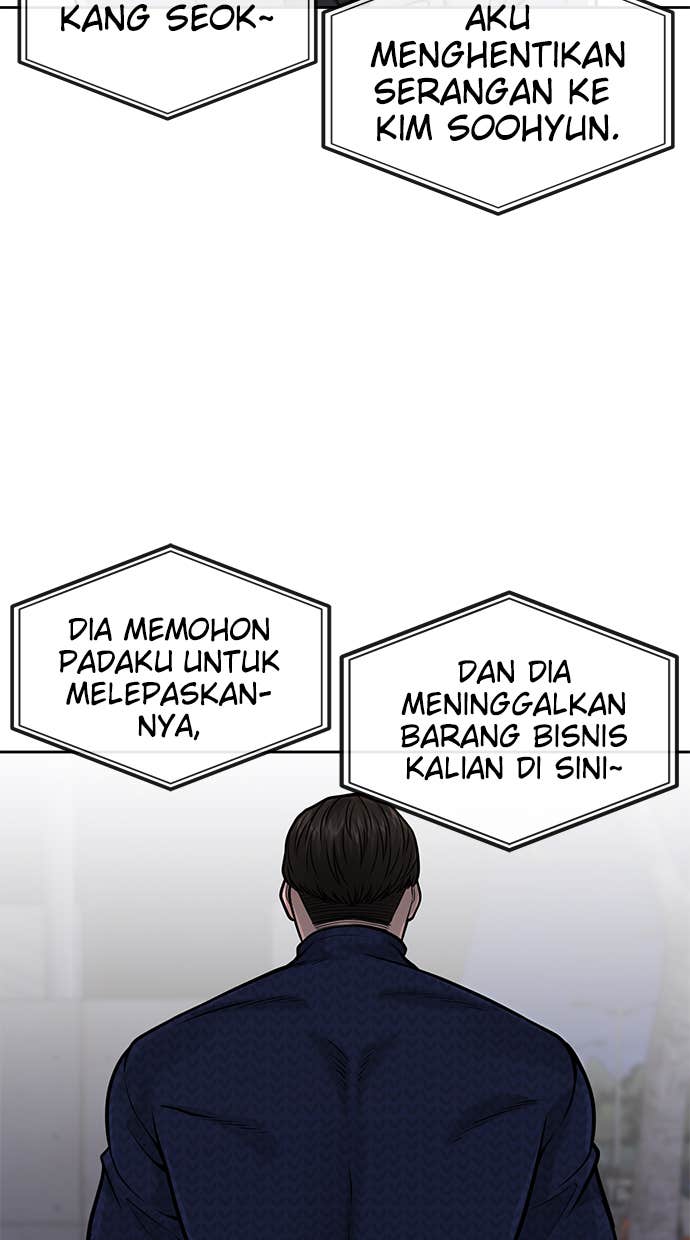 KANG SEOK~
AKU
MENGHENTIKAN
SERANGAN KE
KIM SOOHYUN.
DIA MEMOHON
PADAKU UNTUK
MELEPASKAN-
NYA,
DAN DIA
MENINGGALKAN
BARANG BISNIS
KALIAN DI SINI~